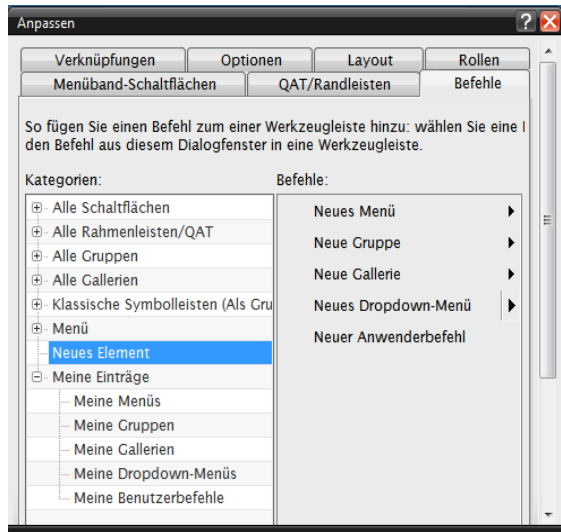 Anpassen
Verknüpfungen Optionen Layout Rollen
Menüband-Schaltflächen QAT/Randleisten Befehle
So fügen Sie einen Befehl zum einer Werkzeugleiste hinzu: wählen Sie eine
den Befehl aus diesem Dialogfenster in eine Werkzeugleiste.
Kategorien: Befehle:
Alle Schaltflächen
Alle Rahmenleisten/QAT
Alle Gruppen
Alle Gallerien
Klassische Symbolleisten (Als Gru
Menü
Neues Element
Meine Einträge
Meine Menüs
Meine Gruppen
Meine Gallerien
Meine Dropdown-Menüs
Meine Benutzerbefehle
Neues Menü
Neue Gruppe
Neue Gallerie
Neues Dropdown-Menü
Neuer Anwenderbefehl